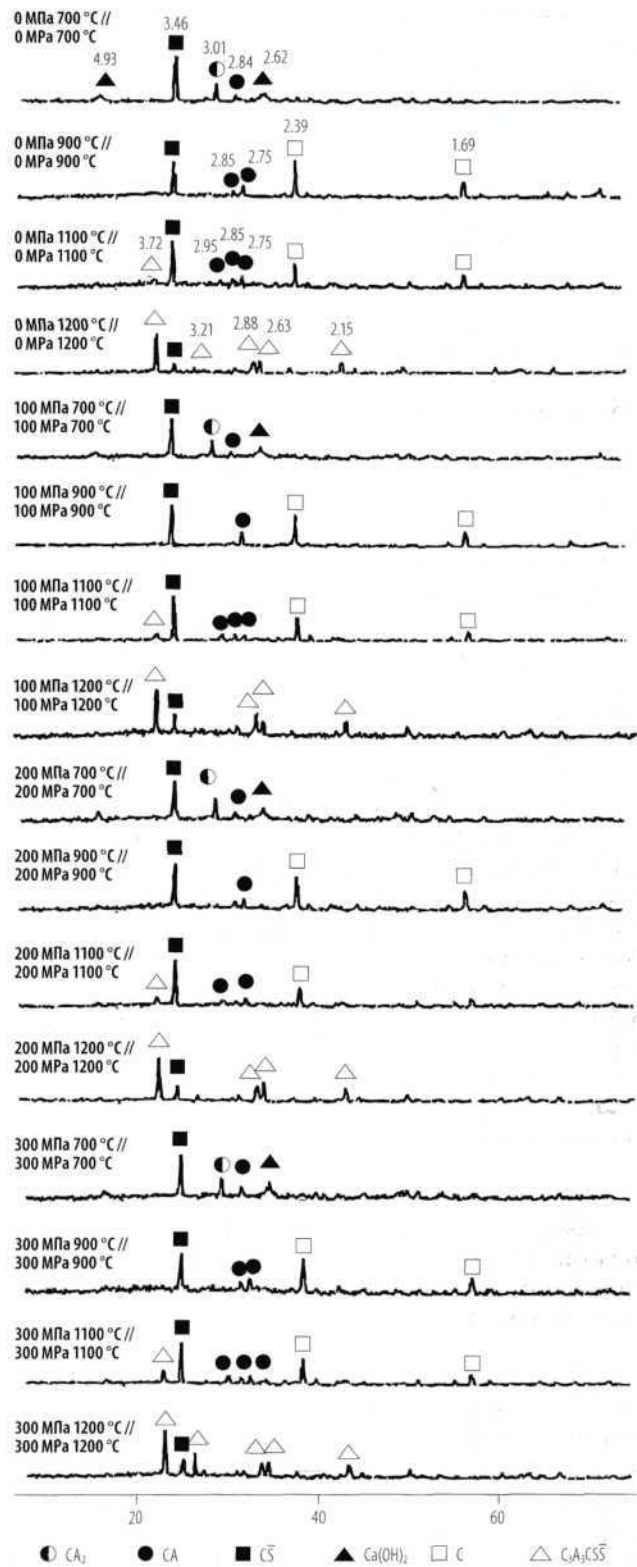 0 МПа 700 °C //
0 MPa 700 °C
4.93 3.46 3.01 2.84 2.62
0 МПа 900 °C //
0 MPa 900 °C
2.85 2.75 2.39 1.69
0 МПа 1100 °C //
0 MPa 1100 °C
3.72 2.95 2.85 2.75
0 МПа 1200 °C //
0 MPa 1200 °C
3.21 2.88 2.63 2.15
100 МПа 700 °C //
100 MPa 700 °C
100 МПа 900 °C //
100 MPa 900 °C
100 МПа 1100 °C //
100 MPa 1100 °C
100 МПа 1200 °C //
100 MPa 1200 °C
200 МПа 700 °C //
200 MPa 700 °C
200 МПа 900 °C //
200 MPa 900 °C
200 МПа 1100 °C //
200 MPa 1100 °C
200 МПа 1200 °C //
200 MPa 1200 °C
300 МПа 700 °C //
300 MPa 700 °C
300 МПа 900 °C //
300 MPa 900 °C
300 МПа 1100 °C //
300 MPa 1100 °C
300 МПа 1200 °C //
300 MPa 1200 °C
20 40 60
CA₂ CA CS̅ Ca(OH)₂ C C₃A₃CSS̅